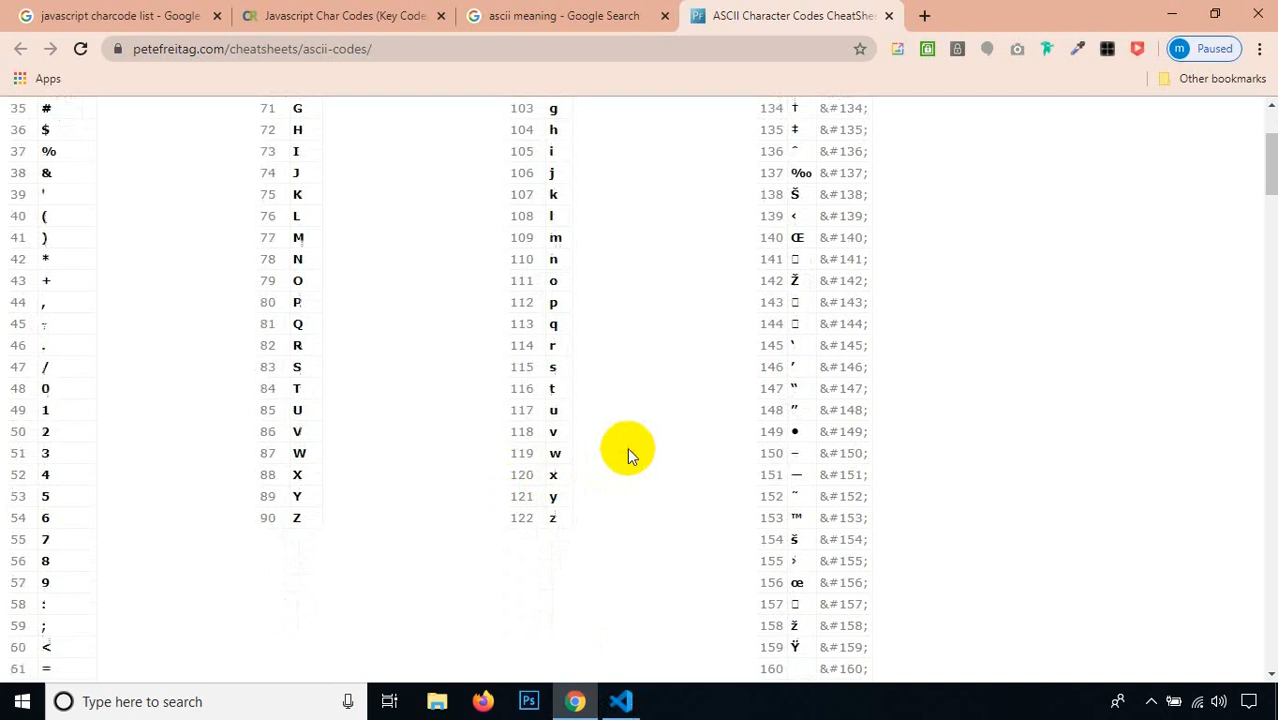 javascript charcode list - Google
Javascript Char Codes (Key Code
ascii meaning - Google Search
ASCII Character Codes CheatShe
petefreitag.com/cheatsheets/ascii-codes/
m Paused
Apps
Other bookmarks
35 # 71 G 103 g 134 † &#134;
36 $ 72 H 104 h 135 ‡ &#135;
37 % 73 I 105 i 136 ˆ &#136;
38 & 74 J 106 j 137 ‰ &#137;
39 ' 75 K 107 k 138 Š &#138;
40 ( 76 L 108 l 139 ‹ &#139;
41 ) 77 M 109 m 140 Œ &#140;
42 * 78 N 110 n 141 &#141;
43 + 79 O 111 o 142 Ž &#142;
44 , 80 P 112 p 143 &#143;
45 - 81 Q 113 q 144 &#144;
46 . 82 R 114 r 145 ‘ &#145;
47 / 83 S 115 s 146 ’ &#146;
48 0 84 T 116 t 147 “ &#147;
49 1 85 U 117 u 148 ” &#148;
50 2 86 V 118 v 149 • &#149;
51 3 87 W 119 w 150 – &#150;
52 4 88 X 120 x 151 — &#151;
53 5 89 Y 121 y 152 ˜ &#152;
54 6 90 Z 122 z 153 ™ &#153;
55 7 154 š &#154;
56 8 155 › &#155;
57 9 156 œ &#156;
58 : 157 &#157;
59 ; 158 ž &#158;
60 < 159 Ÿ &#159;
61 = 160 &#160;
Type here to search